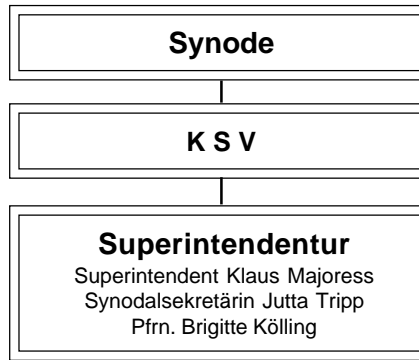 Synode
K S V
Superintendentur
Superintendent Klaus Majoress
Synodalsekretärin Jutta Tripp
Pfrn. Brigitte Kölling